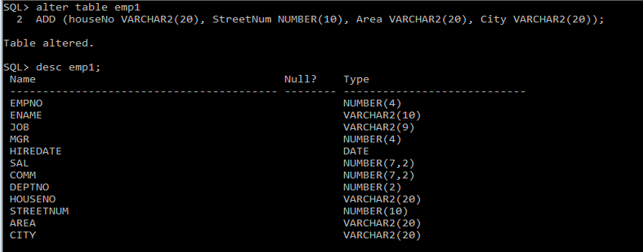 SQL> alter table emp1
  2  ADD (houseNo VARCHAR2(20), StreetNum NUMBER(10), Area VARCHAR2(20), City VARCHAR2(20));
Table altered.
SQL> desc emp1;
 Name                                      Null?    Type
 ----------------------------------------- -------- ----------------------------
 EMPNO                                              NUMBER(4)
 ENAME                                              VARCHAR2(10)
 JOB                                                VARCHAR2(9)
 MGR                                                NUMBER(4)
 HIREDATE                                           DATE
 SAL                                                NUMBER(7,2)
 COMM                                               NUMBER(7,2)
 DEPTNO                                             NUMBER(2)
 HOUSENO                                            VARCHAR2(20)
 STREETNUM                                          NUMBER(10)
 AREA                                               VARCHAR2(20)
 CITY                                               VARCHAR2(20)